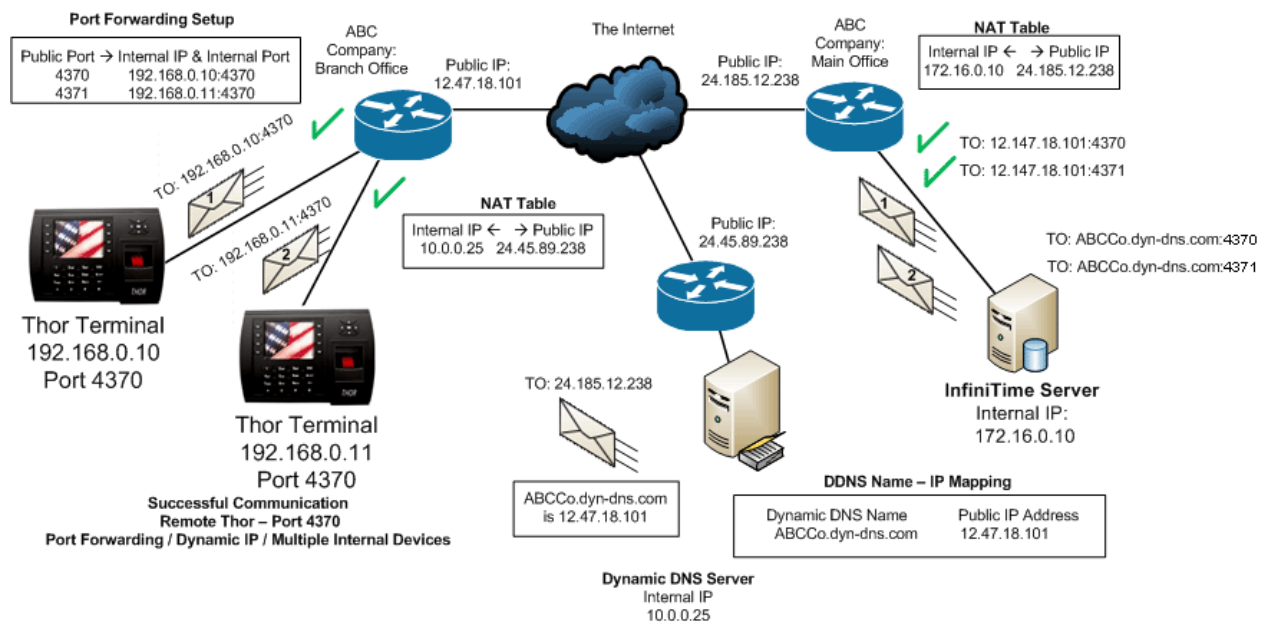 Port Forwarding Setup
Public Port → Internal IP & Internal Port
4370 192.168.0.10:4370
4371 192.168.0.11:4370
ABC
Company:
Branch Office
Public IP:
12.47.18.101
The Internet
Public IP:
24.185.12.238
ABC
Company:
Main Office
NAT Table
Internal IP ← → Public IP
172.16.0.10 24.185.12.238
TO: 192.168.0.10:4370
1
TO: 192.168.0.11:4370
2
TO: 12.147.18.101:4370
TO: 12.147.18.101:4371
1
2
TO: ABCCo.dyn-dns.com:4370
TO: ABCCo.dyn-dns.com:4371
NAT Table
Internal IP ← → Public IP
10.0.0.25 24.45.89.238
Public IP:
24.45.89.238
THOR
Thor Terminal
192.168.0.10
Port 4370
THOR
Thor Terminal
192.168.0.11
Port 4370
Successful Communication
Remote Thor – Port 4370
Port Forwarding / Dynamic IP / Multiple Internal Devices
TO: 24.185.12.238
ABCCo.dyn-dns.com
is 12.47.18.101
InfiniTime Server
Internal IP:
172.16.0.10
DDNS Name – IP Mapping
Dynamic DNS Name Public IP Address
ABCCo.dyn-dns.com 12.47.18.101
Dynamic DNS Server
Internal IP
10.0.0.25